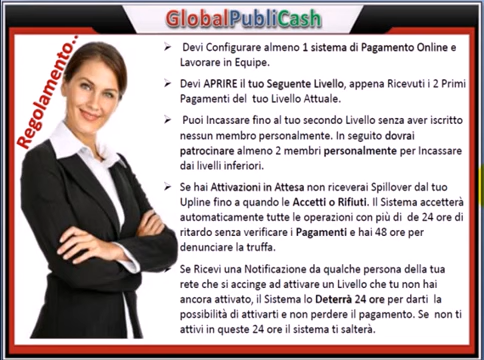 GlobalPubliCash
Regolamento...
➢ Devi Configurare almeno 1 sistema di Pagamento Online e
Lavorare in Equipe.
➢ Devi APRIRE il tuo Seguente Livello, appena Ricevuti i 2 Primi
Pagamenti del tuo Livello Attuale.
➢ Puoi Incassare fino al tuo secondo Livello senza aver iscritto
nessun membro personalmente. In seguito dovrai
patrocinare almeno 2 membri personalmente per Incassare
dai livelli inferiori.
➢ Se hai Attivazioni in Attesa non riceverai Spillover dal tuo
Upline fino a quando le Accetti o Rifiuti. Il Sistema accetterà
automaticamente tutte le operazioni con più di de 24 ore di
ritardo senza verificare i Pagamenti e hai 48 ore per
denunciare la truffa.
➢ Se Ricevi una Notificazione da qualche persona della tua
rete che si accinge ad attivare un Livello che tu non hai
ancora attivato, il Sistema lo Deterrà 24 ore per darti la
possibilità di attivarti e non perdere il pagamento. Se non ti
attivi in queste 24 ore il sistema ti salterà.